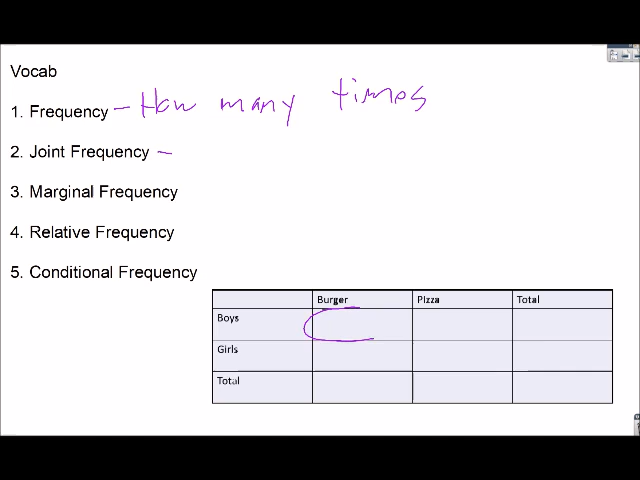 Vocab
1. Frequency - How many times
2. Joint Frequency -
3. Marginal Frequency
4. Relative Frequency
5. Conditional Frequency
Burger Pizza Total
Boys
Girls
Total